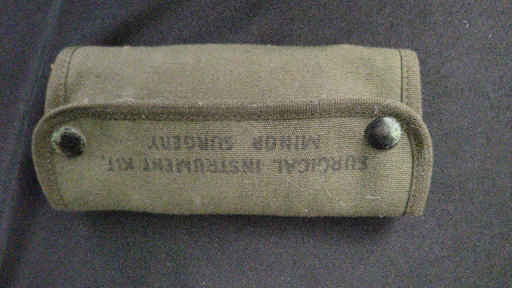 SURGICAL INSTRUMENT KIT,
MINOR SURGERY